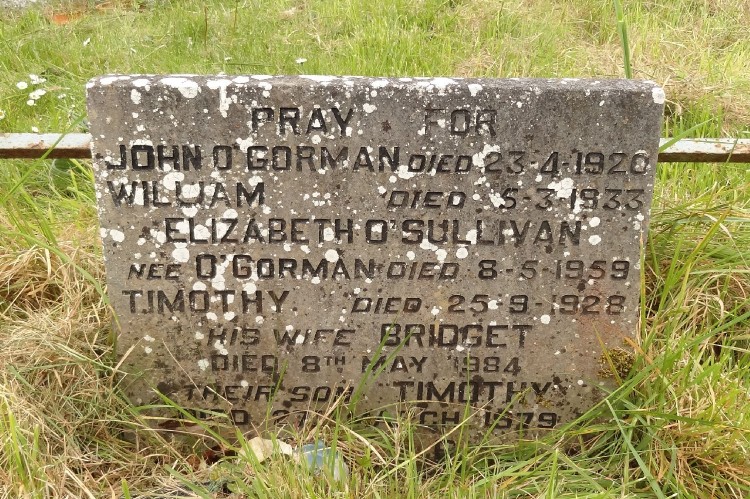 PRAY FOR
JOHN O'GORMAN DIED 23-4-1920
WILLIAM DIED 5-3-1933
ELIZABETH O'SULLIVAN
NEE O'GORMAN DIED 8-5-1959
TIMOTHY DIED 25-9-1928
HIS WIFE BRIDGET
DIED 8TH MAY 1984
THEIR SON TIMOTHY